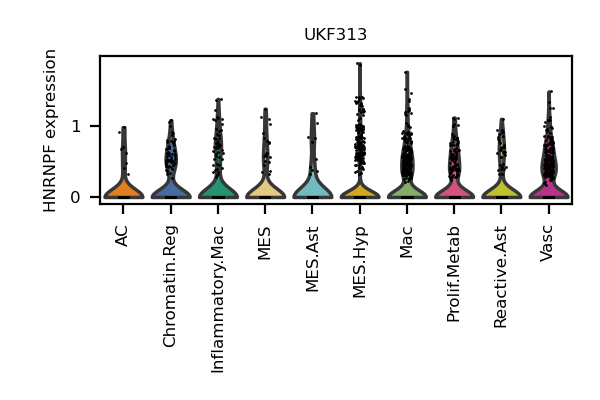 UKF313
HNRNPF expression
1
0
AC
Chromatin.Reg
Inflammatory.Mac
MES
MES.Ast
MES.Hyp
Mac
Prolif.Metab
Reactive.Ast
Vasc